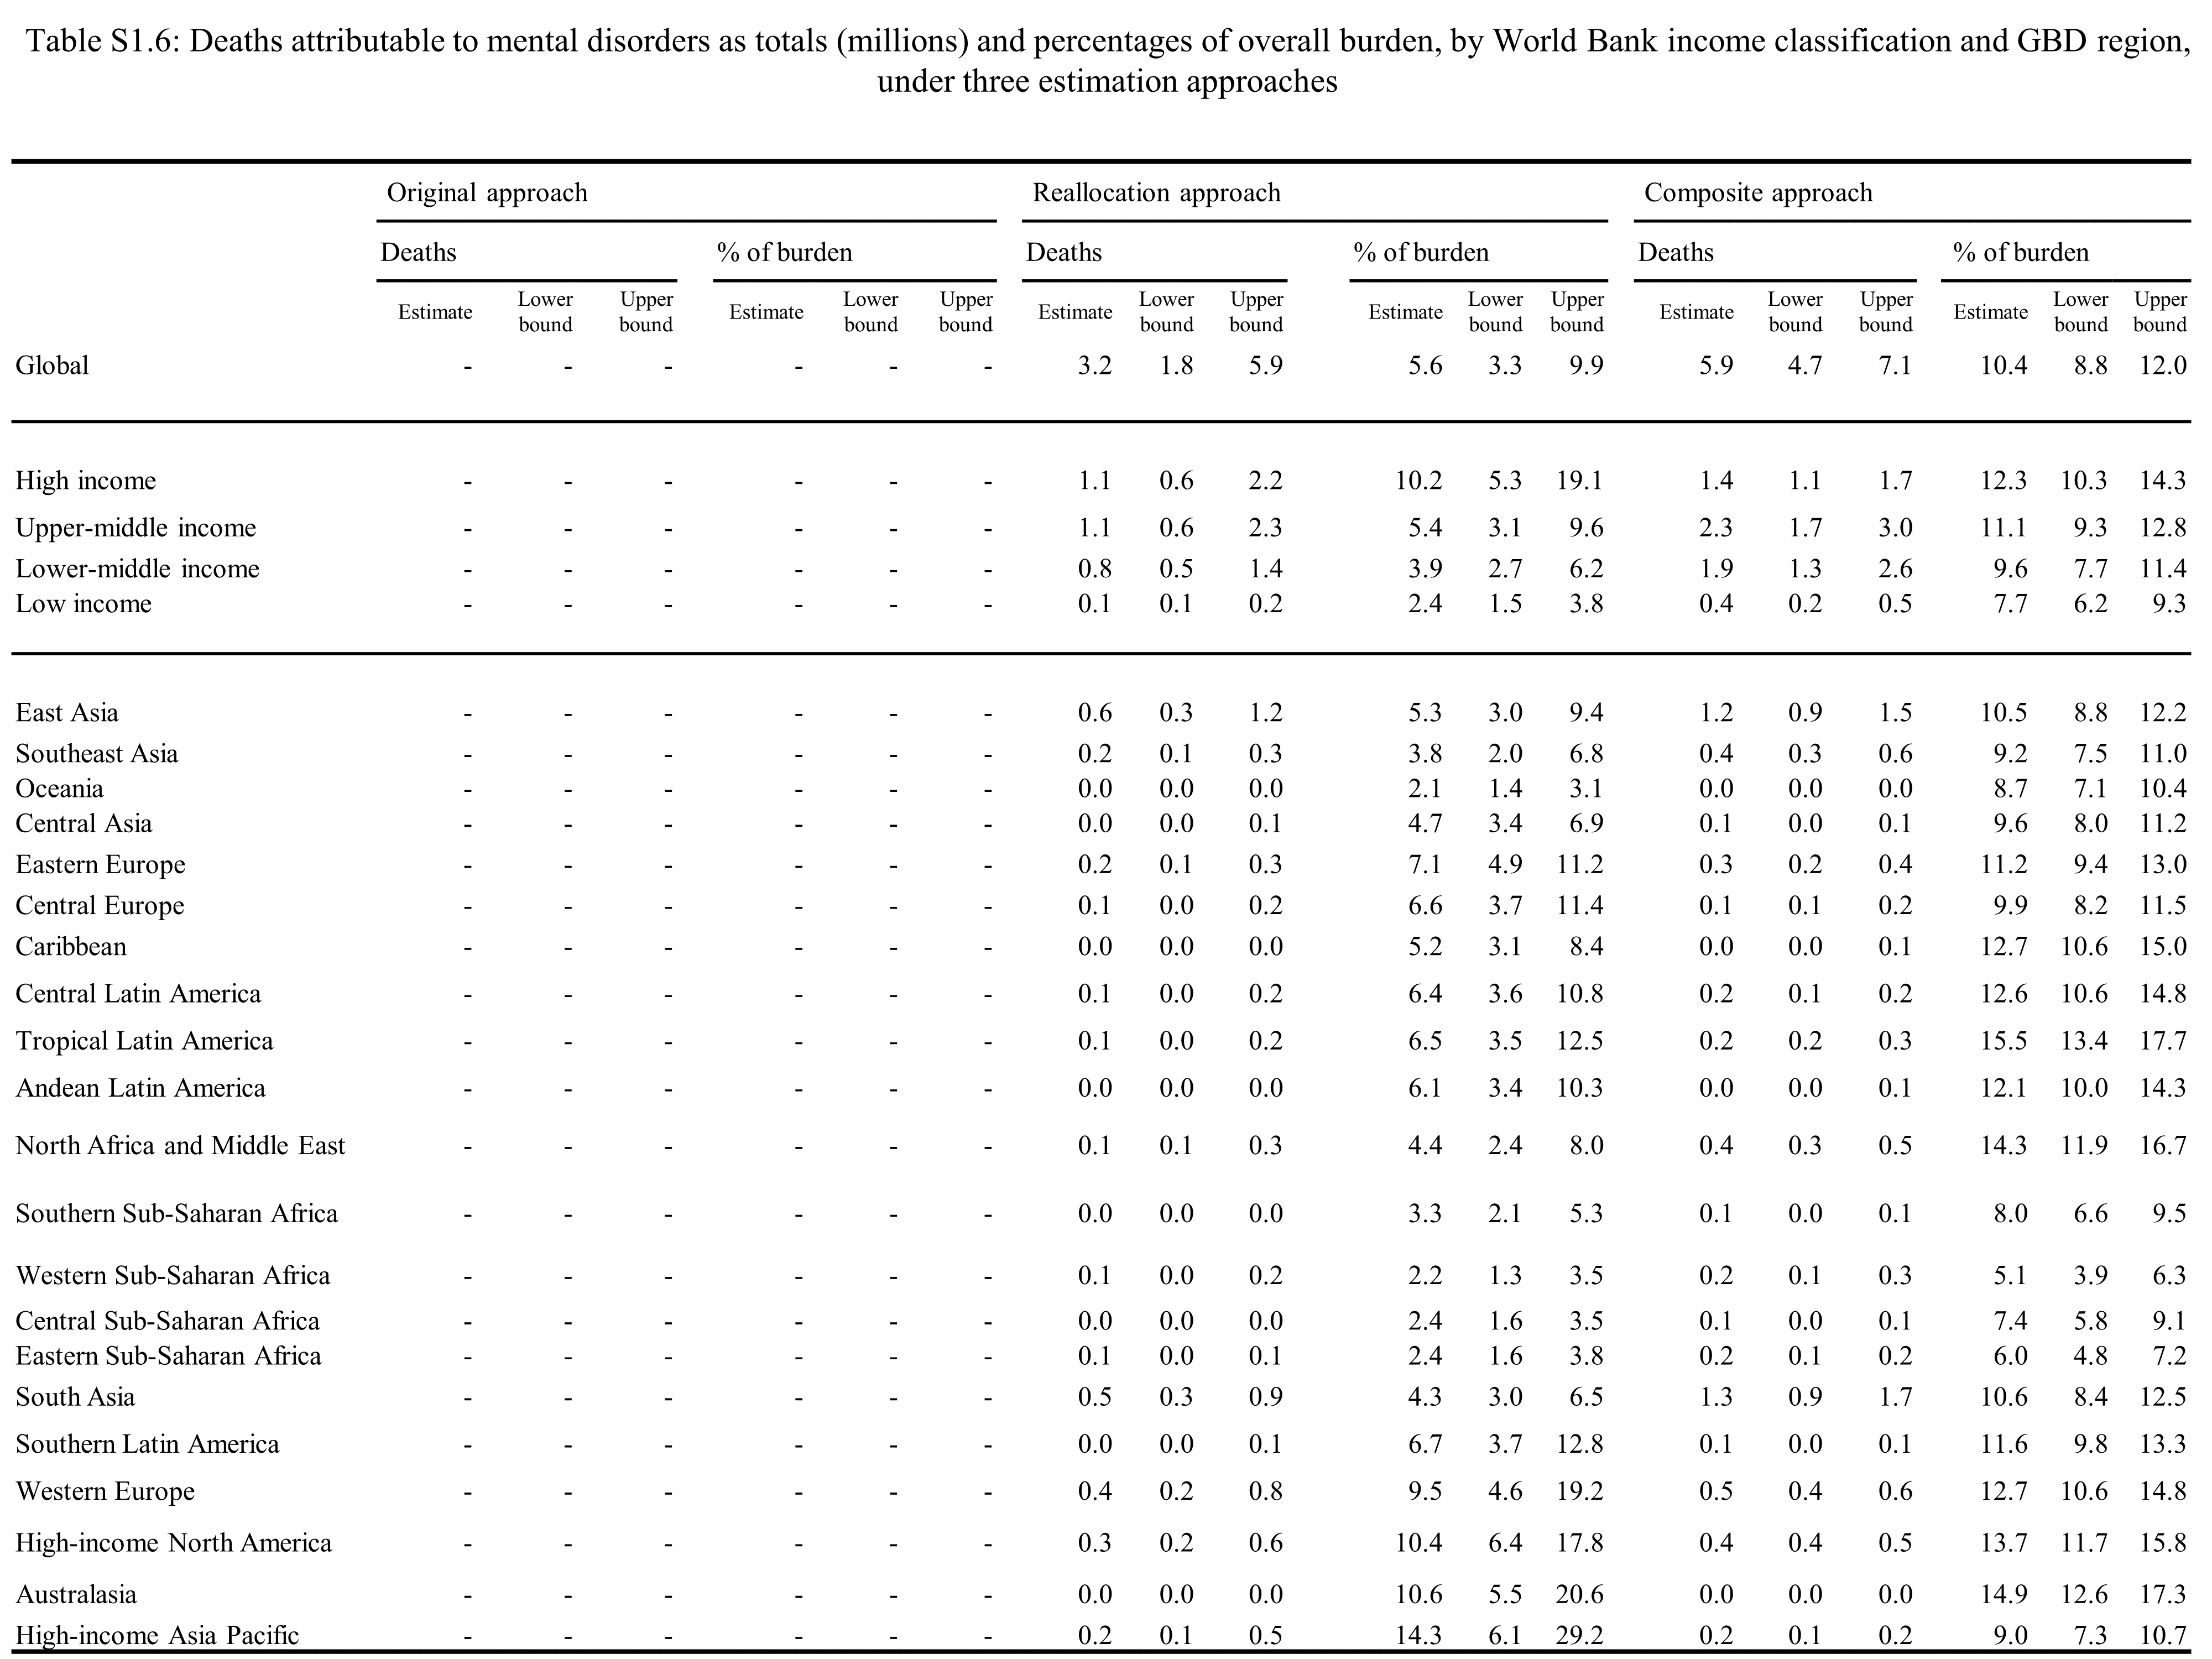 Table S1.6: Deaths attributable to mental disorders as totals (millions) and percentages of overall burden, by World Bank income classification and GBD region,
under three estimation approaches
Original approach Reallocation approach Composite approach
Deaths % of burden Deaths % of burden Deaths % of burden
Estimate Lower bound Upper bound Estimate Lower bound Upper bound Estimate Lower bound Upper bound Estimate Lower bound Upper bound Estimate Lower bound Upper bound Estimate Lower bound Upper bound
Global - - - - - - 3.2 1.8 5.9 5.6 3.3 9.9 5.9 4.7 7.1 10.4 8.8 12.0
High income - - - - - - 1.1 0.6 2.2 10.2 5.3 19.1 1.4 1.1 1.7 12.3 10.3 14.3
Upper-middle income - - - - - - 1.1 0.6 2.3 5.4 3.1 9.6 2.3 1.7 3.0 11.1 9.3 12.8
Lower-middle income - - - - - - 0.8 0.5 1.4 3.9 2.7 6.2 1.9 1.3 2.6 9.6 7.7 11.4
Low income - - - - - - 0.1 0.1 0.2 2.4 1.5 3.8 0.4 0.2 0.5 7.7 6.2 9.3
East Asia - - - - - - 0.6 0.3 1.2 5.3 3.0 9.4 1.2 0.9 1.5 10.5 8.8 12.2
Southeast Asia - - - - - - 0.2 0.1 0.3 3.8 2.0 6.8 0.4 0.3 0.6 9.2 7.5 11.0
Oceania - - - - - - 0.0 0.0 0.0 2.1 1.4 3.1 0.0 0.0 0.0 8.7 7.1 10.4
Central Asia - - - - - - 0.0 0.0 0.1 4.7 3.4 6.9 0.1 0.0 0.1 9.6 8.0 11.2
Eastern Europe - - - - - - 0.2 0.1 0.3 7.1 4.9 11.2 0.3 0.2 0.4 11.2 9.4 13.0
Central Europe - - - - - - 0.1 0.0 0.2 6.6 3.7 11.4 0.1 0.1 0.2 9.9 8.2 11.5
Caribbean - - - - - - 0.0 0.0 0.0 5.2 3.1 8.4 0.0 0.0 0.1 12.7 10.6 15.0
Central Latin America - - - - - - 0.1 0.0 0.2 6.4 3.6 10.8 0.2 0.1 0.2 12.6 10.6 14.8
Tropical Latin America - - - - - - 0.1 0.0 0.2 6.5 3.5 12.5 0.2 0.2 0.3 15.5 13.4 17.7
Andean Latin America - - - - - - 0.0 0.0 0.0 6.1 3.4 10.3 0.0 0.0 0.1 12.1 10.0 14.3
North Africa and Middle East - - - - - - 0.1 0.1 0.3 4.4 2.4 8.0 0.4 0.3 0.5 14.3 11.9 16.7
Southern Sub-Saharan Africa - - - - - - 0.0 0.0 0.0 3.3 2.1 5.3 0.1 0.0 0.1 8.0 6.6 9.5
Western Sub-Saharan Africa - - - - - - 0.1 0.0 0.2 2.2 1.3 3.5 0.2 0.1 0.3 5.1 3.9 6.3
Central Sub-Saharan Africa - - - - - - 0.0 0.0 0.0 2.4 1.6 3.5 0.1 0.0 0.1 7.4 5.8 9.1
Eastern Sub-Saharan Africa - - - - - - 0.1 0.0 0.1 2.4 1.6 3.8 0.2 0.1 0.2 6.0 4.8 7.2
South Asia - - - - - - 0.5 0.3 0.9 4.3 3.0 6.5 1.3 0.9 1.7 10.6 8.4 12.5
Southern Latin America - - - - - - 0.0 0.0 0.1 6.7 3.7 12.8 0.1 0.0 0.1 11.6 9.8 13.3
Western Europe - - - - - - 0.4 0.2 0.8 9.5 4.6 19.2 0.5 0.4 0.6 12.7 10.6 14.8
High-income North America - - - - - - 0.3 0.2 0.6 10.4 6.4 17.8 0.4 0.4 0.5 13.7 11.7 15.8
Australasia - - - - - - 0.0 0.0 0.0 10.6 5.5 20.6 0.0 0.0 0.0 14.9 12.6 17.3
High-income Asia Pacific - - - - - - 0.2 0.1 0.5 14.3 6.1 29.2 0.2 0.1 0.2 9.0 7.3 10.7